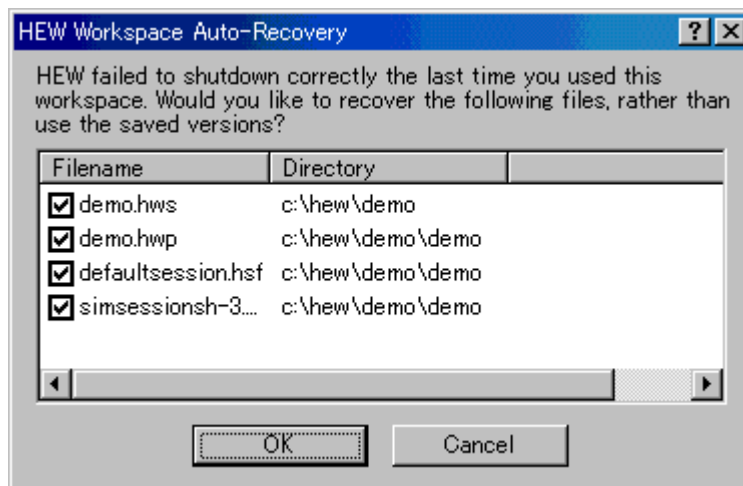 HEW Workspace Auto-Recovery
HEW failed to shutdown correctly the last time you used this
workspace. Would you like to recover the following files, rather than
use the saved versions?
Filename Directory
demo.hws c:\hew\demo
demo.hwp c:\hew\demo\demo
defaultsession.hsf c:\hew\demo\demo
simsessionsh-3... c:\hew\demo\demo
OK Cancel